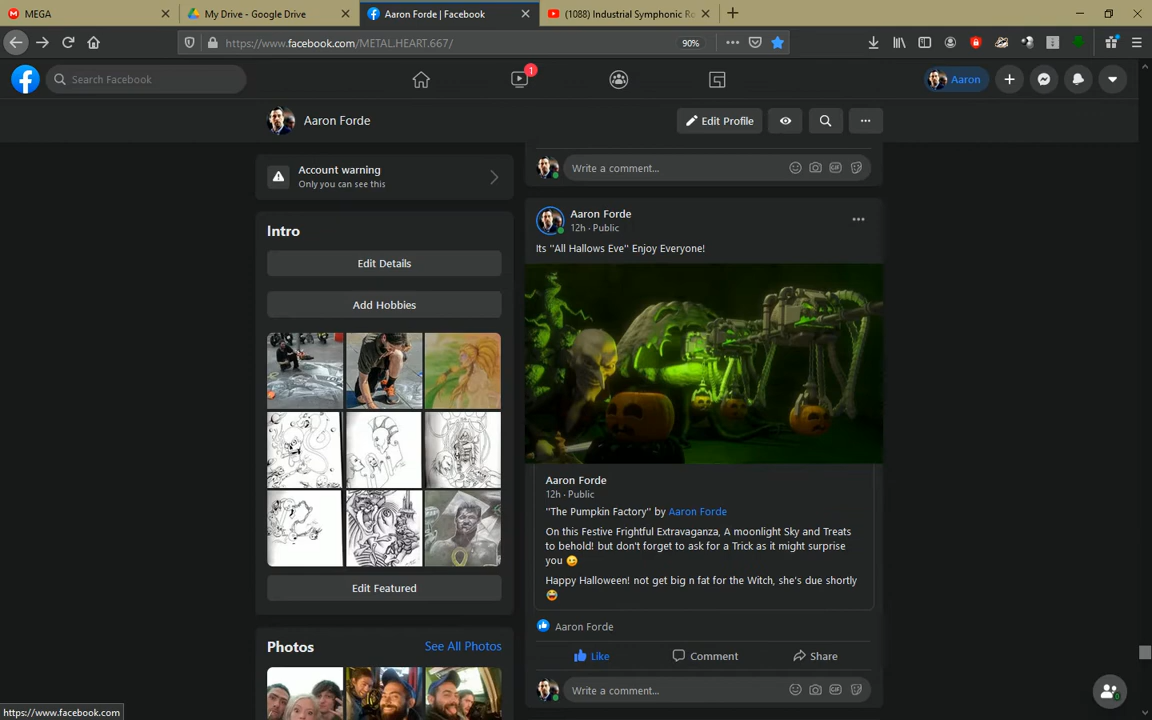 MEGA
My Drive - Google Drive
Aaron Forde | Facebook
(1088) Industrial Symphonic Ro
https://www.facebook.com/METAL.HEART.667/
90%
Search Facebook
1
Aaron
Aaron Forde
Edit Profile
Account warning
Only you can see this
Intro
Edit Details
Add Hobbies
Edit Featured
Photos
See All Photos
Write a comment...
GIF
Aaron Forde
12h · Public
Its "All Hallows Eve" Enjoy Everyone!
Aaron Forde
12h · Public
"The Pumpkin Factory" by Aaron Forde
On this Festive Frightful Extravaganza, A moonlight Sky and Treats
to behold! but don't forget to ask for a Trick as it might surprise
you
Happy Halloween! not get big n fat for the Witch, she's due shortly
Aaron Forde
Like
Comment
Share
Write a comment...
GIF
https://www.facebook.com